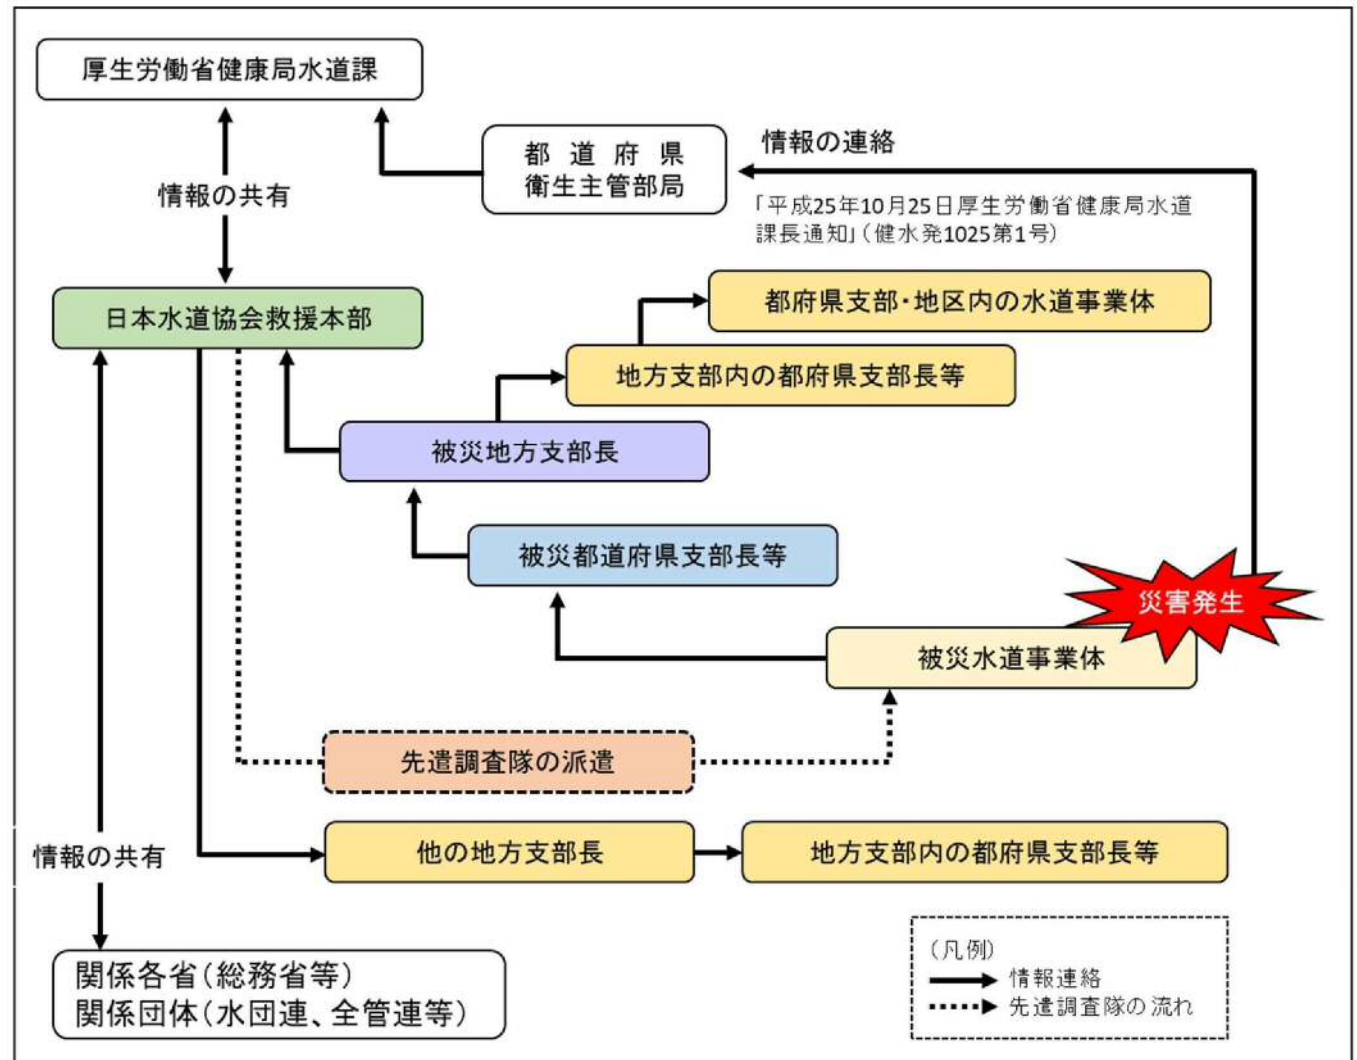 厚生労働省健康局水道課
都道府県
衛生主管部局
情報の連絡
「平成25年10月25日厚生労働省健康局水道
課長通知」(健水発1025第1号)
情報の共有
日本水道協会救援本部
都府県支部・地区内の水道事業体
地方支部内の都府県支部長等
被災地方支部長
被災都道府県支部長等
災害発生
被災水道事業体
先遣調査隊の派遣
他の地方支部長
地方支部内の都府県支部長等
情報の共有
関係各省(総務省等)
関係団体(水団連、全管連等)
(凡例)
情報連絡
先遣調査隊の流れ